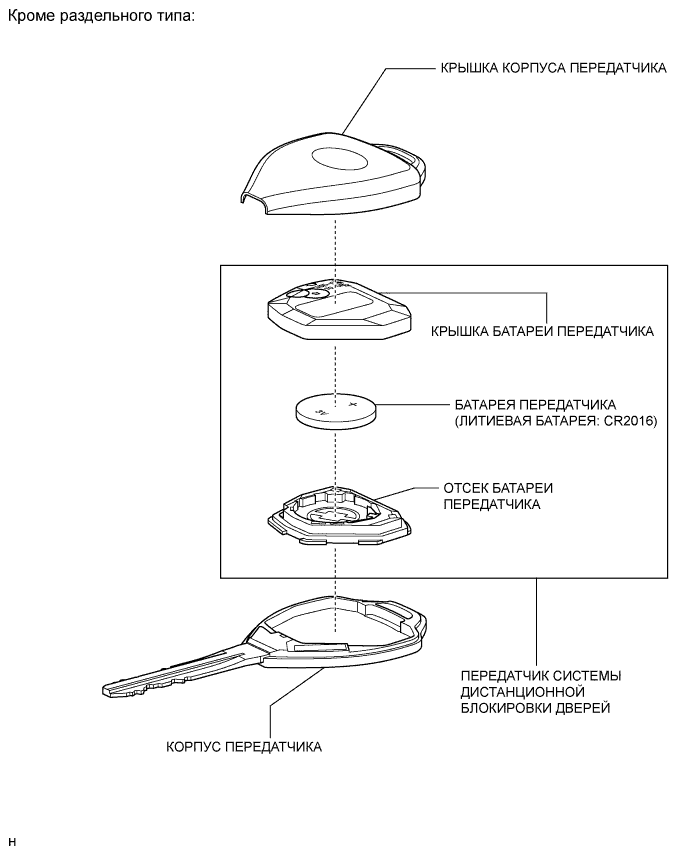 Кроме раздельного типа:
КРЫШКА КОРПУСА ПЕРЕДАТЧИКА
КРЫШКА БАТАРЕИ ПЕРЕДАТЧИКА
БАТАРЕЯ ПЕРЕДАТЧИКА
(ЛИТИЕВАЯ БАТАРЕЯ: CR2016)
+
3V
ОТСЕК БАТАРЕИ
ПЕРЕДАТЧИКА
ПЕРЕДАТЧИК СИСТЕМЫ
ДИСТАНЦИОННОЙ
БЛОКИРОВКИ ДВЕРЕЙ
КОРПУС ПЕРЕДАТЧИКА
н